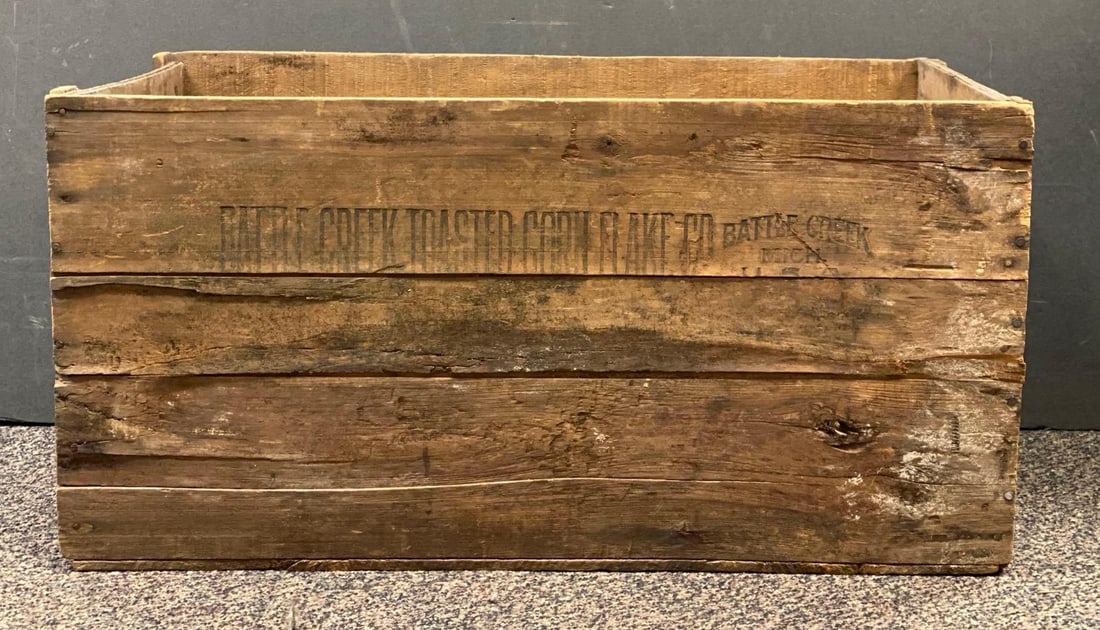 BATTLE CREEK TOASTED CORN FLAKE CO
BATTLE CREEK
MICH.
U.S.A.